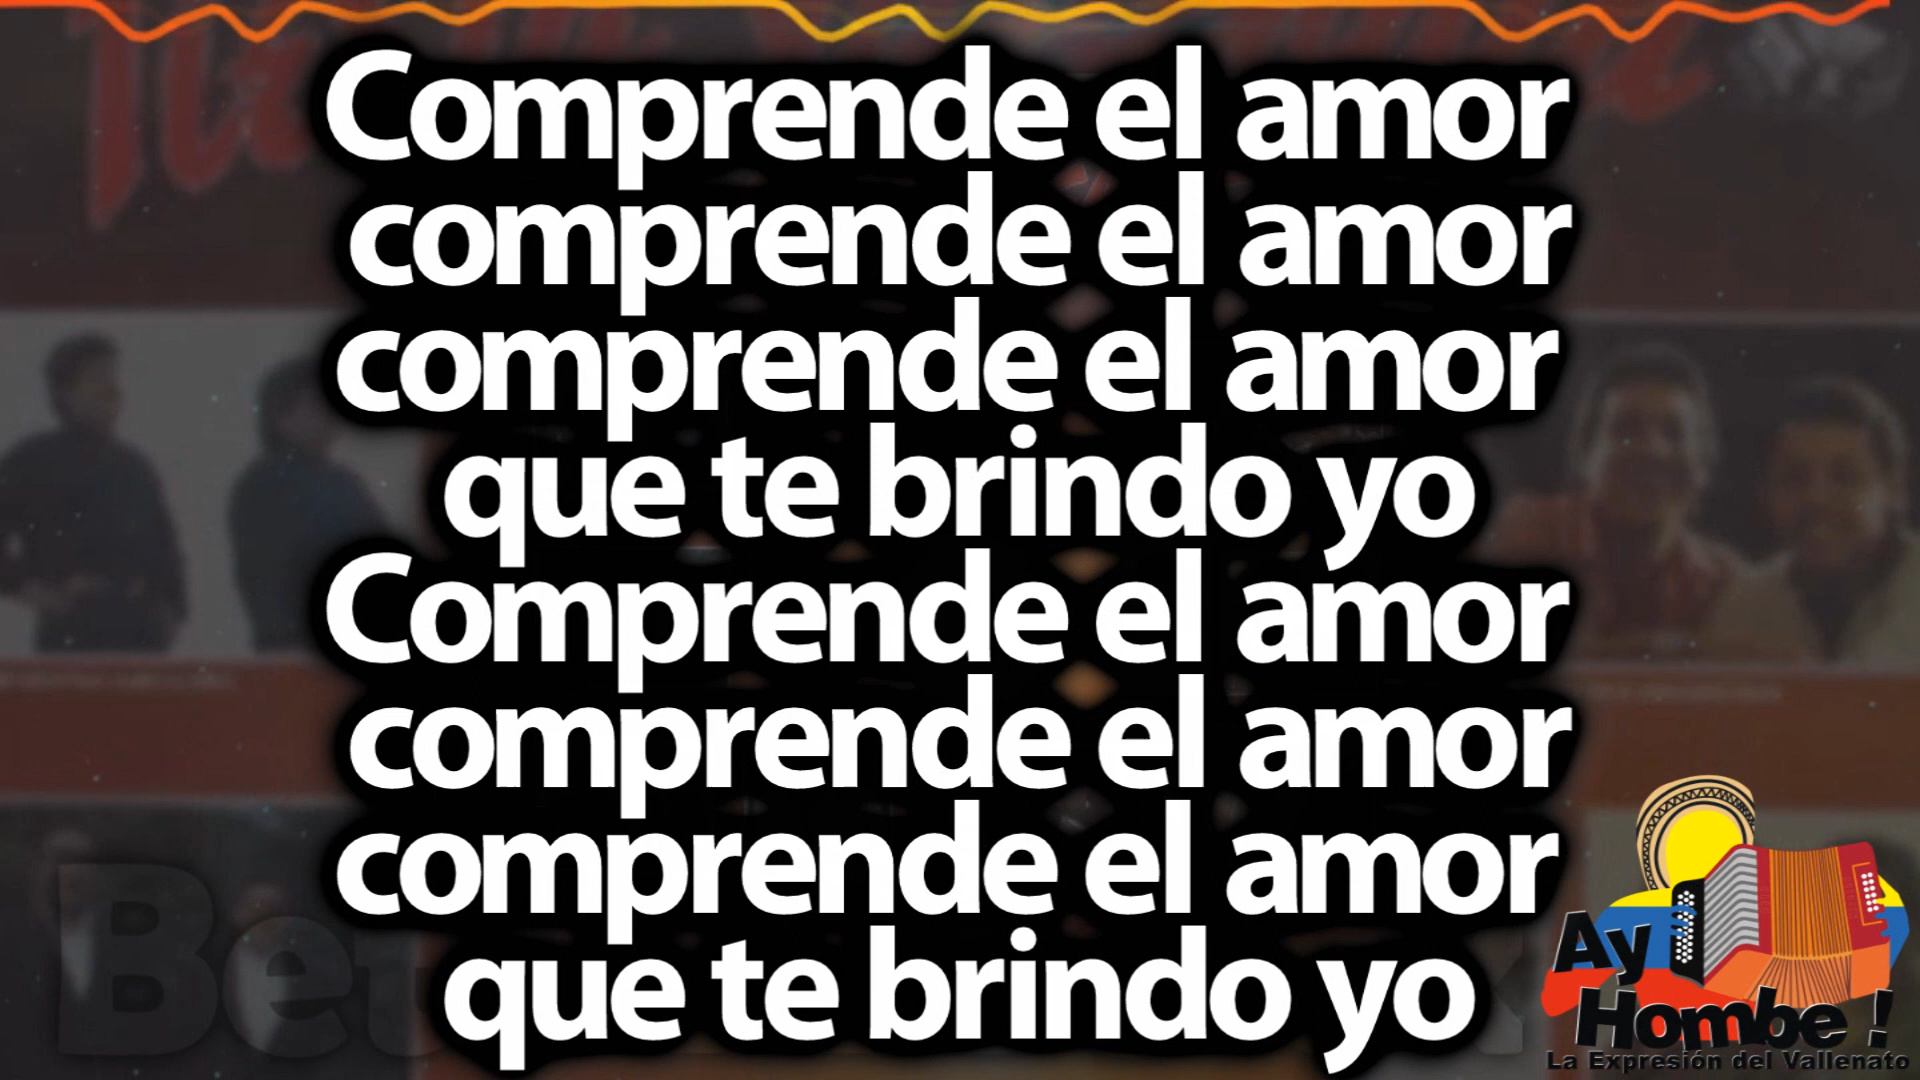 Comprende el amor
comprende el amor
comprende el amor
que te brindo yo
Comprende el amor
comprende el amor
comprende el amor
que te brindo yo
Ay
Hombe !
La Expresión del Vallenato